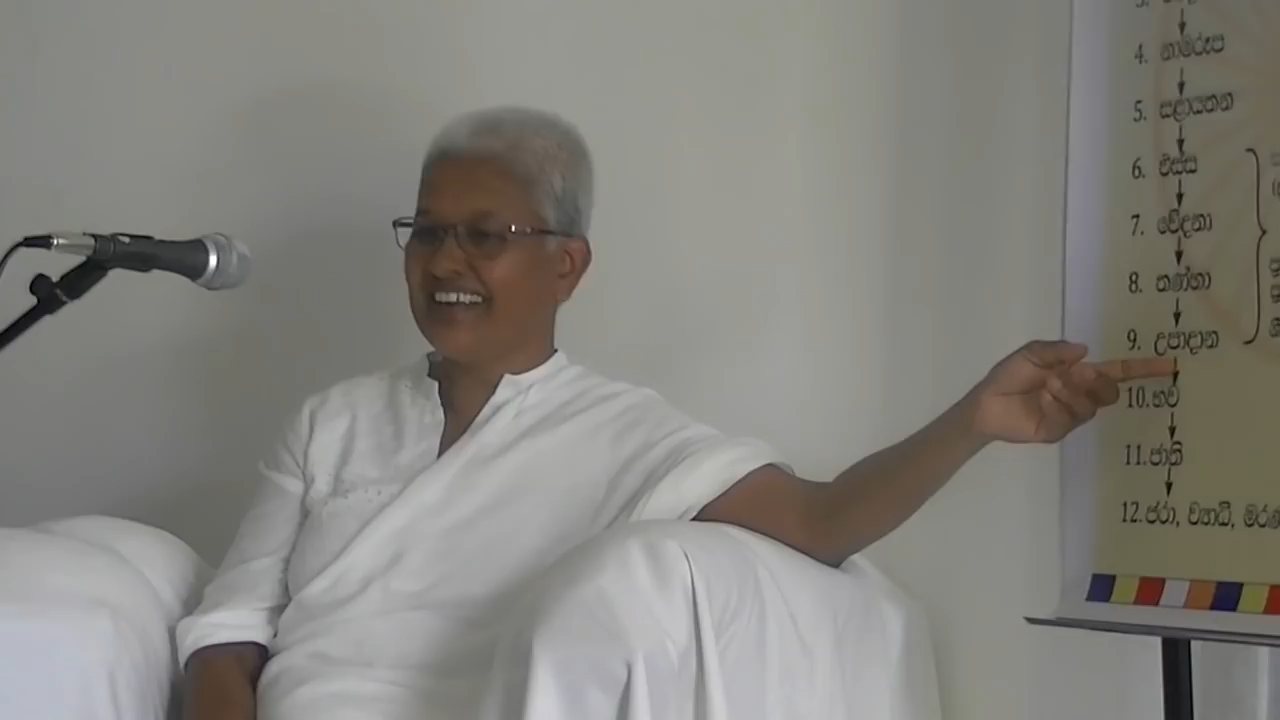 4. නාමරූප
5. සළායතන
6. ඵස්ස
7. වේදනා
8. තණ්හා
9. උපාදාන
10. භව
11. ජාති
12. ජරා, ව්‍යාධි,